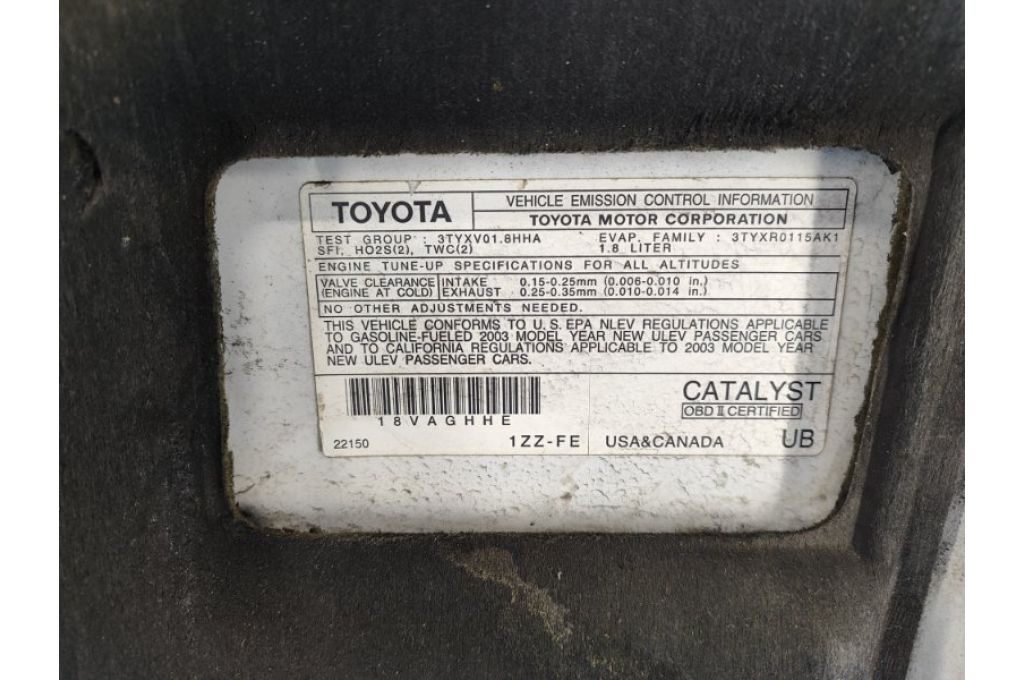 TOYOTA
VEHICLE EMISSION CONTROL INFORMATION
TOYOTA MOTOR CORPORATION
TEST GROUP : 3TYXV01.8HHA EVAP. FAMILY : 3TYXR0115AK1
SFI, HO2S(2), TWC(2) 1.8 LITER
ENGINE TUNE-UP SPECIFICATIONS FOR ALL ALTITUDES
VALVE CLEARANCE INTAKE 0.15-0.25mm (0.006-0.010 in.)
(ENGINE AT COLD) EXHAUST 0.25-0.35mm (0.010-0.014 in.)
NO OTHER ADJUSTMENTS NEEDED.
THIS VEHICLE CONFORMS TO U.S. EPA NLEV REGULATIONS APPLICABLE
TO GASOLINE-FUELED 2003 MODEL YEAR NEW ULEV PASSENGER CARS
AND TO CALIFORNIA REGULATIONS APPLICABLE TO 2003 MODEL YEAR
NEW ULEV PASSENGER CARS.
CATALYST
OBD II CERTIFIED
18VAGHHE
22150 1ZZ-FE USA&CANADA UB